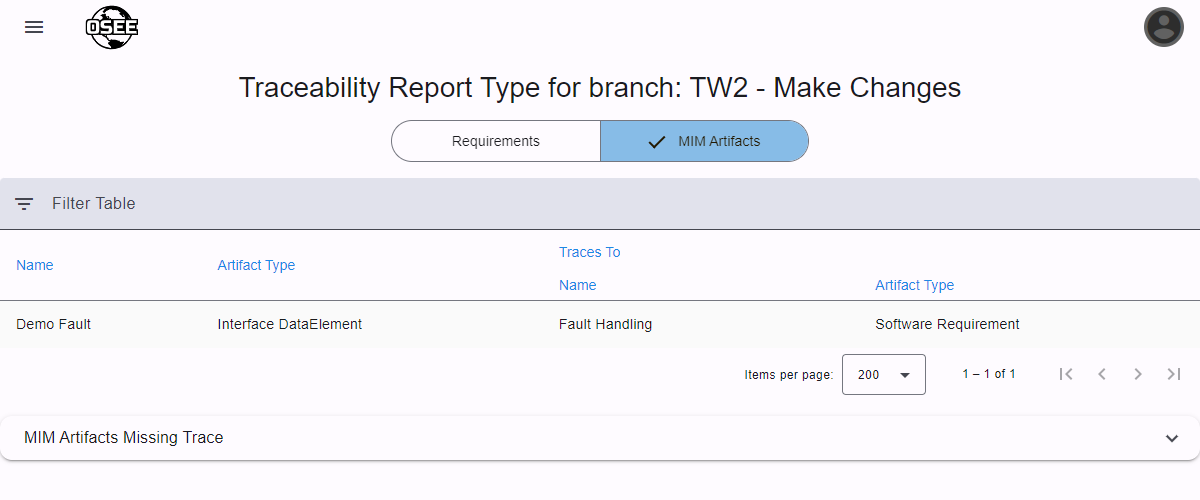 OSEE
Traceability Report Type for branch: TW2 - Make Changes
Requirements MIM Artifacts
Filter Table
Traces To
Name Artifact Type
Name Artifact Type
Demo Fault Interface DataElement Fault Handling Software Requirement
Items per page: 200 1 – 1 of 1
MIM Artifacts Missing Trace